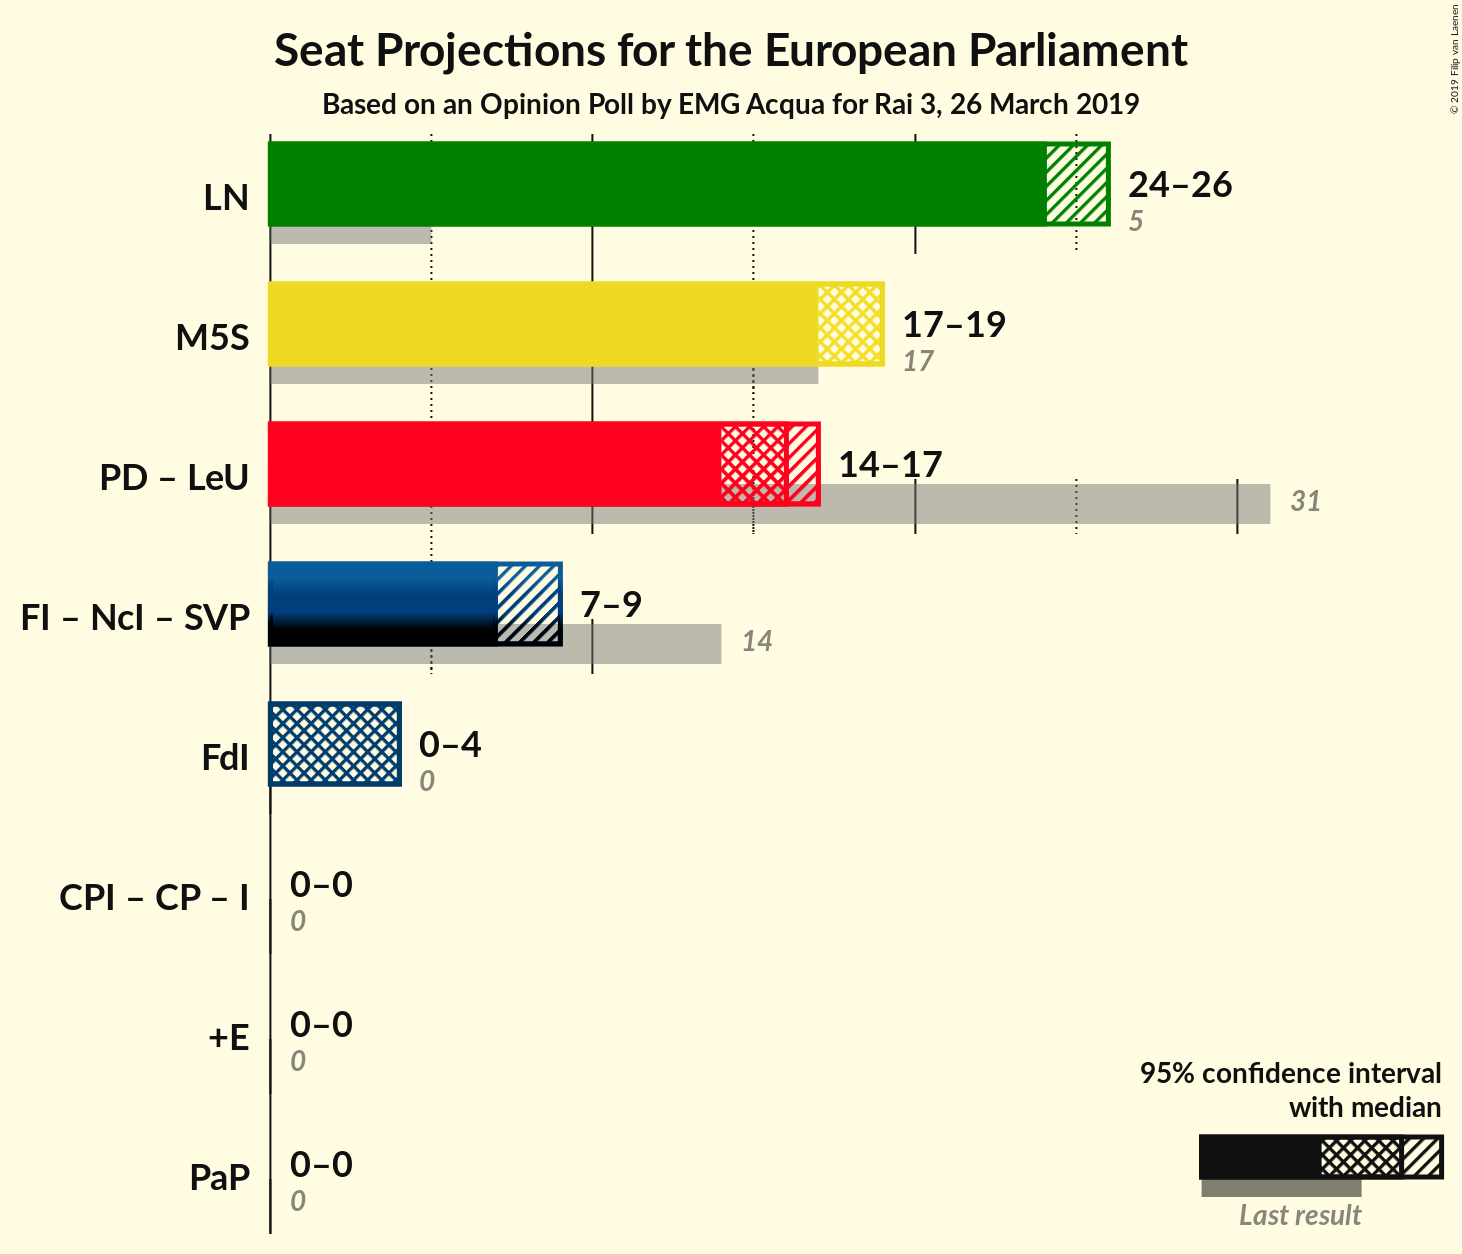 Seat Projections for the European Parliament
Based on an Opinion Poll by EMG Acqua for Rai 3, 26 March 2019
© 2019 Filip van Laenen
LN
24–26
5
M5S
17–19
17
PD – LeU
14–17
31
FI – NcI – SVP
7–9
14
FdI
0–4
0
CPI – CP – I
0–0
0
+E
0–0
0
PaP
0–0
0
95% confidence interval
with median
Last result